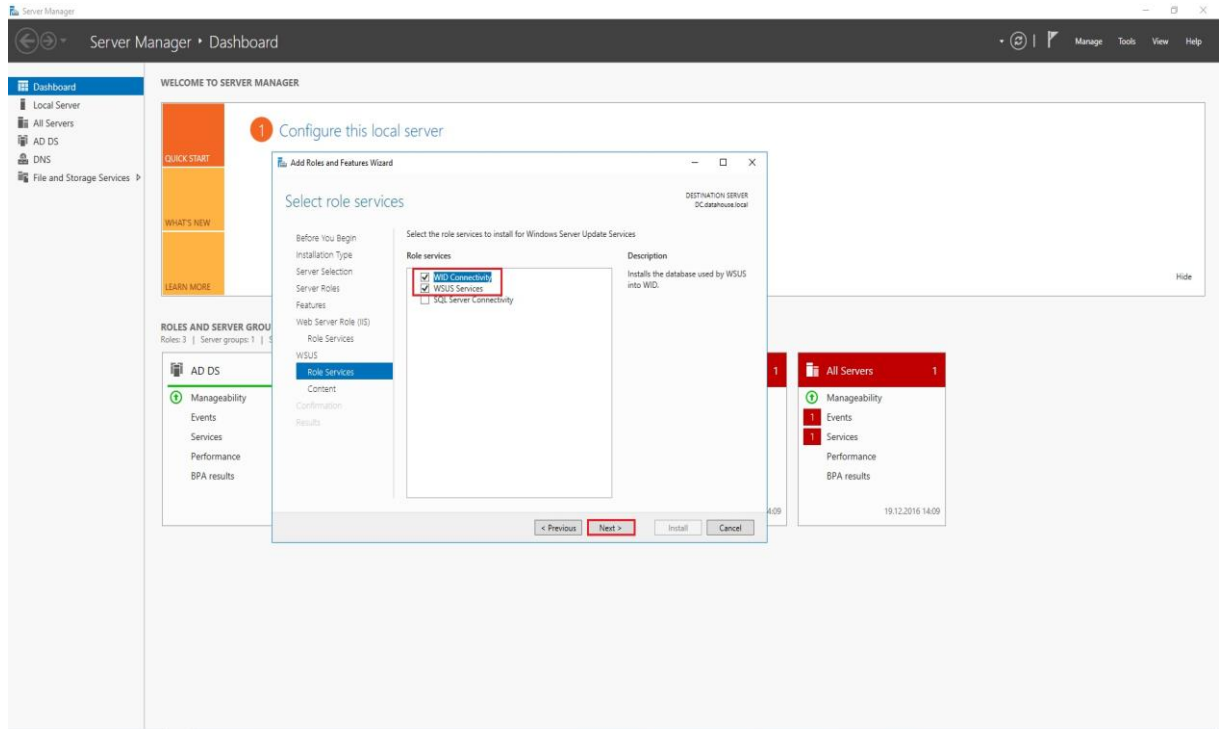 Server Manager
Server Manager • Dashboard
Manage Tools View Help
Dashboard
Local Server
All Servers
AD DS
DNS
File and Storage Services
WELCOME TO SERVER MANAGER
QUICK START
WHAT'S NEW
LEARN MORE
1 Configure this local server
Hide
Add Roles and Features Wizard
Select role services
DESTINATION SERVER
DC.datahouse.local
Before You Begin
Installation Type
Server Selection
Server Roles
Features
Web Server Role (IIS)
Role Services
WSUS
Role Services
Content
Confirmation
Results
Select the role services to install for Windows Server Update Services
Role services
WID Connectivity
WSUS Services
SQL Server Connectivity
Description
Installs the database used by WSUS
into WID.
< Previous Next > Install Cancel
ROLES AND SERVER GROU
Roles: 3 | Server groups: 1 | S
AD DS
Manageability
Events
Services
Performance
BPA results
1
4:09
All Servers 1
Manageability
1 Events
1 Services
Performance
BPA results
19.12.2016 14:09